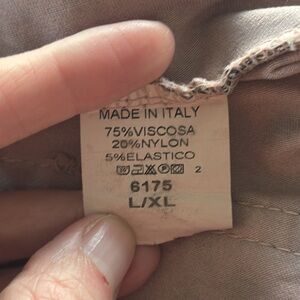 MADE IN ITALY
75%VISCOSA
20%NYLON
5%ELASTICO
2
6175
L/XL